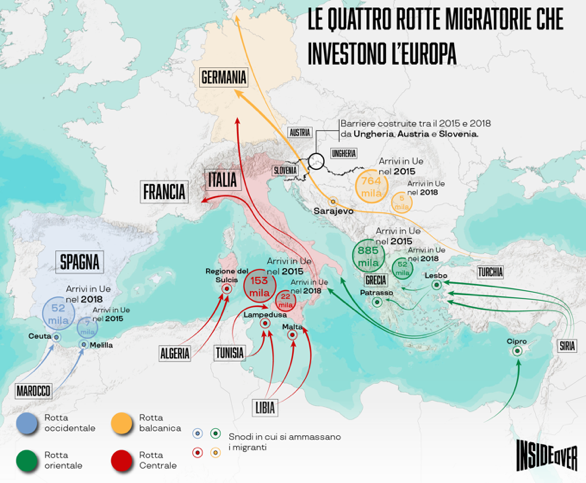 LE QUATTRO ROTTE MIGRATORIE CHE
INVESTONO L'EUROPA
GERMANIA
Barriere costruite tra il 2015 e 2018
da Ungheria, Austria e Slovenia.
AUSTRIA
UNGHERIA
SLOVENIA
FRANCIA
ITALIA
Arrivi in Ue
nel 2015
764
mila
Arrivi in Ue
nel 2018
mila
Sarajevo
SPAGNA
Arrivi in Ue
nel 2018
52
mila
Arrivi in Ue
nel 2015
mila
Ceuta
Melilla
Regione del
Sulcis
Arrivi in Ue
nel 2015
153
mila
Arrivi in Ue
nel 2018
22
mila
Lampedusa
Malta
Arrivi in Ue
nel 2015
885
mila
Arrivi in Ue
nel 2018
52
mila
GRECIA
Patrasso
Lesbo
TURCHIA
SIRIA
Cipro
ALGERIA
TUNISIA
LIBIA
MAROCCO
Rotta
occidentale
Rotta
balcanica
Rotta
orientale
Rotta
Centrale
Snodi in cui si ammassano
i migranti
INSIDEOVER